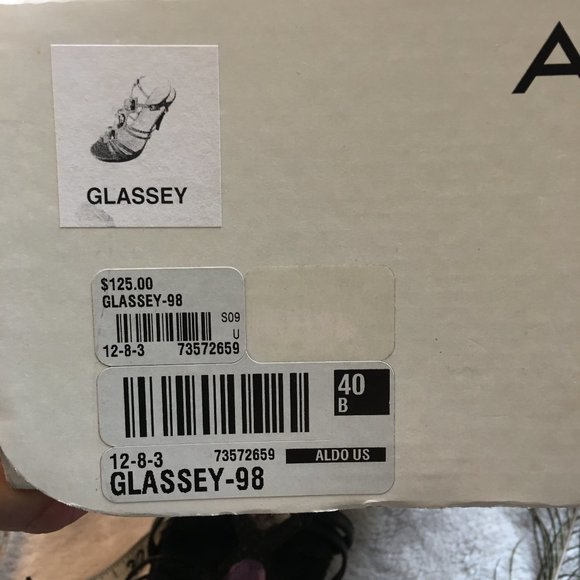 A
GLASSEY
$125.00
GLASSEY-98
S09
U
12-8-3 73572659
40
B
12-8-3 73572659 ALDO US
GLASSEY-98